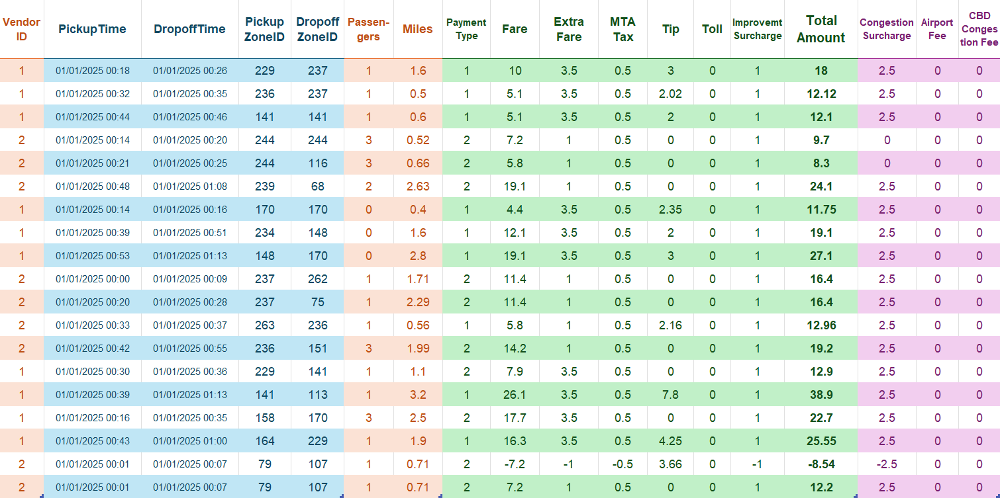 Vendor ID PickupTime DropoffTime Pickup ZoneID Dropoff ZoneID Passen-gers Miles Payment Type Fare Extra Fare MTA Tax Tip Toll Improvemt Surcharge Total Amount Congestion Surcharge Airport Fee CBD Conges tion Fee
1 01/01/2025 00:18 01/01/2025 00:26 229 237 1 1.6 1 10 3.5 0.5 3 0 1 18 2.5 0 0
1 01/01/2025 00:32 01/01/2025 00:35 236 237 1 0.5 1 5.1 3.5 0.5 2.02 0 1 12.12 2.5 0 0
1 01/01/2025 00:44 01/01/2025 00:46 141 141 1 0.6 1 5.1 3.5 0.5 2 0 1 12.1 2.5 0 0
2 01/01/2025 00:14 01/01/2025 00:20 244 244 3 0.52 2 7.2 1 0.5 0 0 1 9.7 0 0 0
2 01/01/2025 00:21 01/01/2025 00:25 244 116 3 0.66 2 5.8 1 0.5 0 0 1 8.3 0 0 0
2 01/01/2025 00:48 01/01/2025 01:08 239 68 2 2.63 2 19.1 1 0.5 0 0 1 24.1 2.5 0 0
1 01/01/2025 00:14 01/01/2025 00:16 170 170 0 0.4 1 4.4 3.5 0.5 2.35 0 1 11.75 2.5 0 0
1 01/01/2025 00:39 01/01/2025 00:51 234 148 0 1.6 1 12.1 3.5 0.5 2 0 1 19.1 2.5 0 0
1 01/01/2025 00:53 01/01/2025 01:13 148 170 0 2.8 1 19.1 3.5 0.5 3 0 1 27.1 2.5 0 0
2 01/01/2025 00:00 01/01/2025 00:09 237 262 1 1.71 2 11.4 1 0.5 0 0 1 16.4 2.5 0 0
2 01/01/2025 00:20 01/01/2025 00:28 237 75 1 2.29 2 11.4 1 0.5 0 0 1 16.4 2.5 0 0
2 01/01/2025 00:33 01/01/2025 00:37 263 236 1 0.56 1 5.8 1 0.5 2.16 0 1 12.96 2.5 0 0
2 01/01/2025 00:42 01/01/2025 00:55 236 151 3 1.99 2 14.2 1 0.5 0 0 1 19.2 2.5 0 0
1 01/01/2025 00:30 01/01/2025 00:36 229 141 1 1.1 2 7.9 3.5 0.5 0 0 1 12.9 2.5 0 0
1 01/01/2025 00:39 01/01/2025 01:13 141 113 1 3.2 1 26.1 3.5 0.5 7.8 0 1 38.9 2.5 0 0
1 01/01/2025 00:16 01/01/2025 00:35 158 170 3 2.5 2 17.7 3.5 0.5 0 0 1 22.7 2.5 0 0
1 01/01/2025 00:43 01/01/2025 01:00 164 229 1 1.9 1 16.3 3.5 0.5 4.25 0 1 25.55 2.5 0 0
2 01/01/2025 00:01 01/01/2025 00:07 79 107 1 0.71 2 -7.2 -1 -0.5 3.66 0 -1 -8.54 -2.5 0 0
2 01/01/2025 00:01 01/01/2025 00:07 79 107 1 0.71 2 7.2 1 0.5 0 0 1 12.2 2.5 0 0